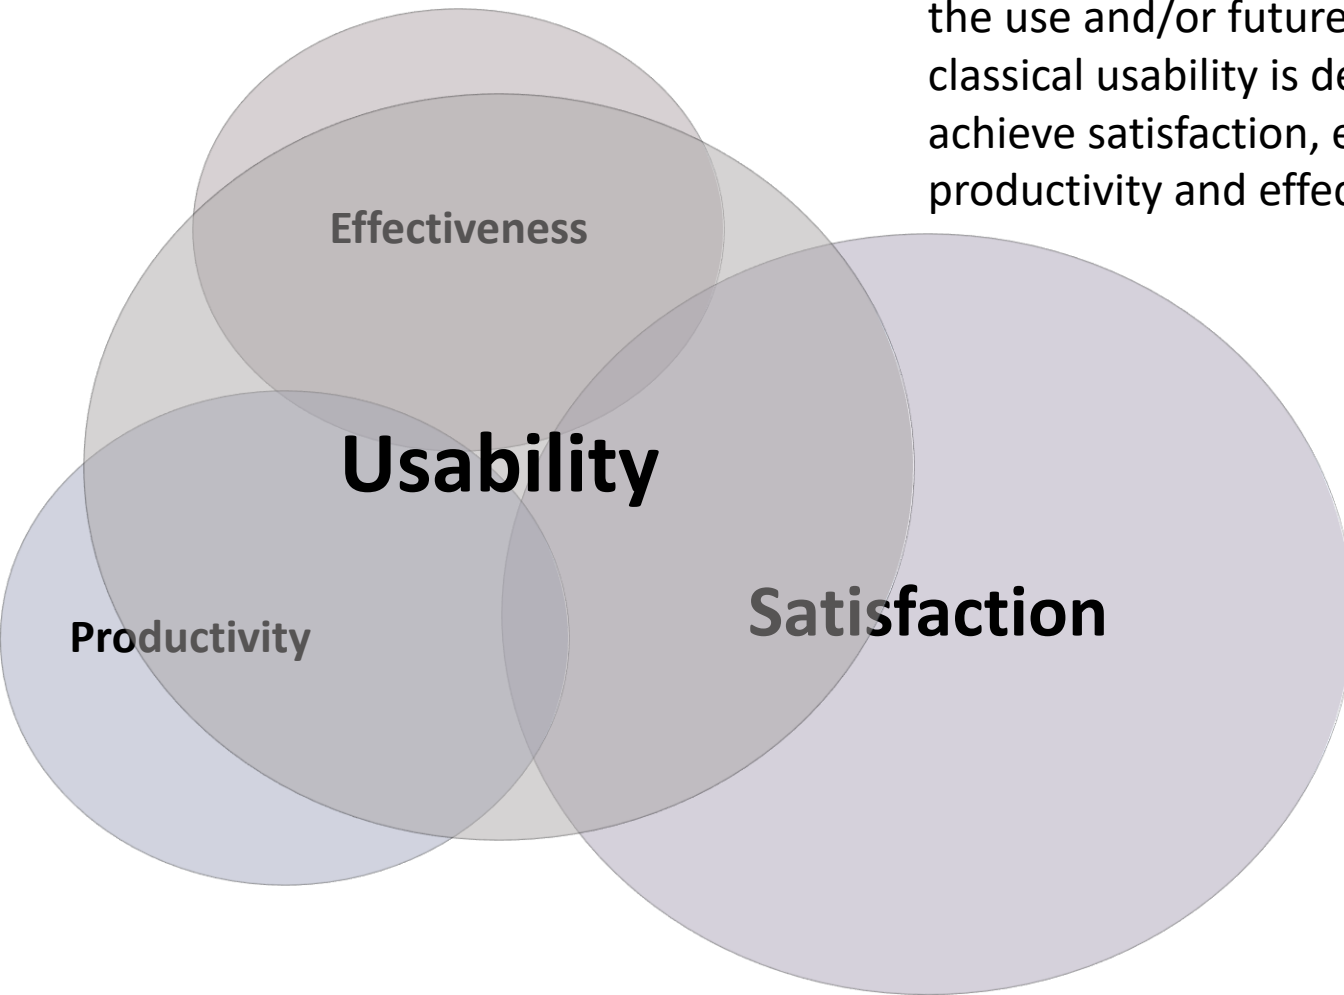 the use and/or future
classical usability is de
achieve satisfaction, e
productivity and effec
Effectiveness
Usability
Satisfaction
Productivity